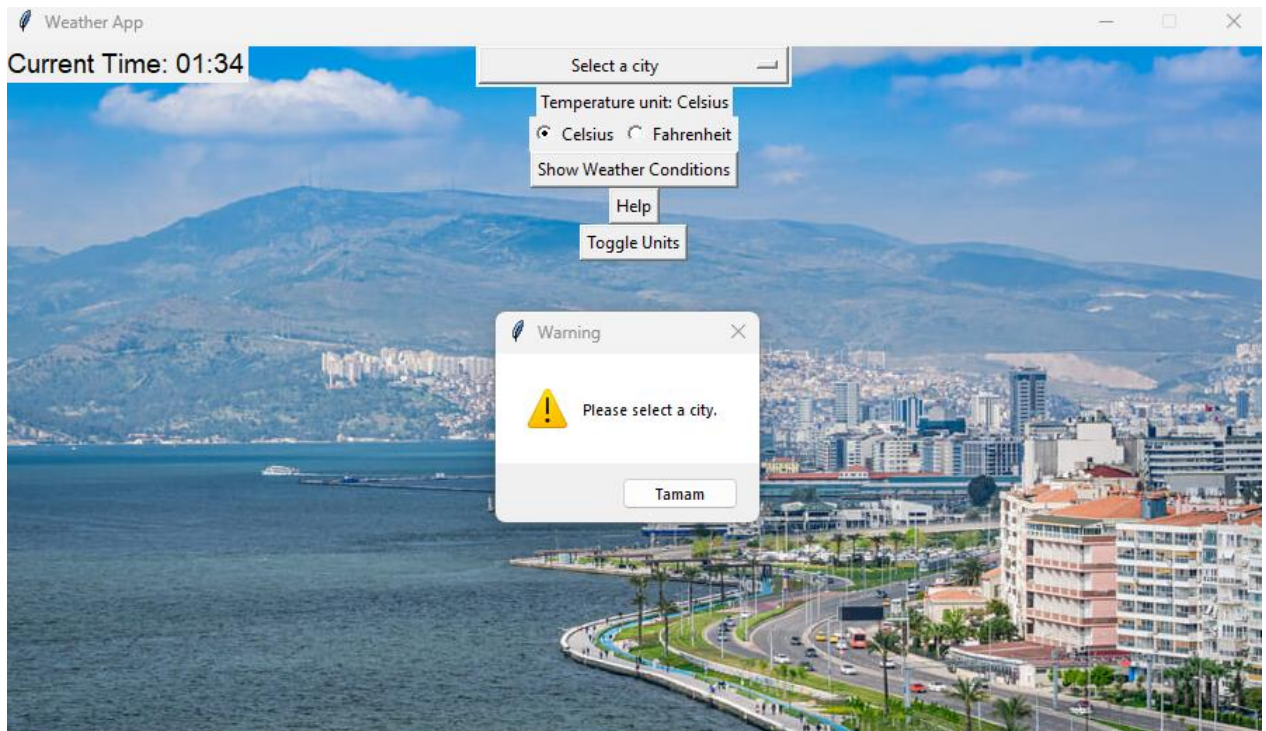 Weather App
Current Time: 01:34
Select a city
Temperature unit: Celsius
Celsius Fahrenheit
Show Weather Conditions
Help
Toggle Units
Warning
Please select a city.
Tamam